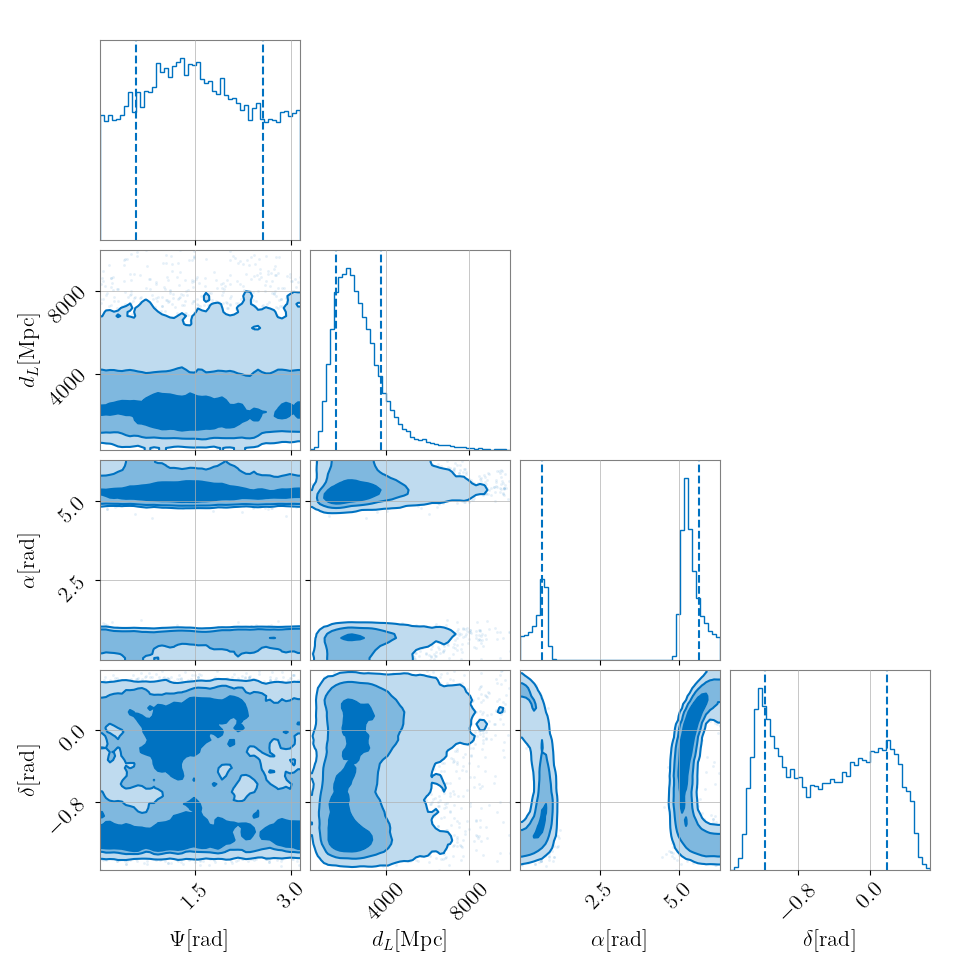 8000
4000
d_L[Mpc]
5.0
2.5
α[rad]
0.0
−0.8
δ[rad]
1.5 3.0 4000 8000 2.5 5.0 −0.8 0.0
Ψ[rad] d_L[Mpc] α[rad] δ[rad]